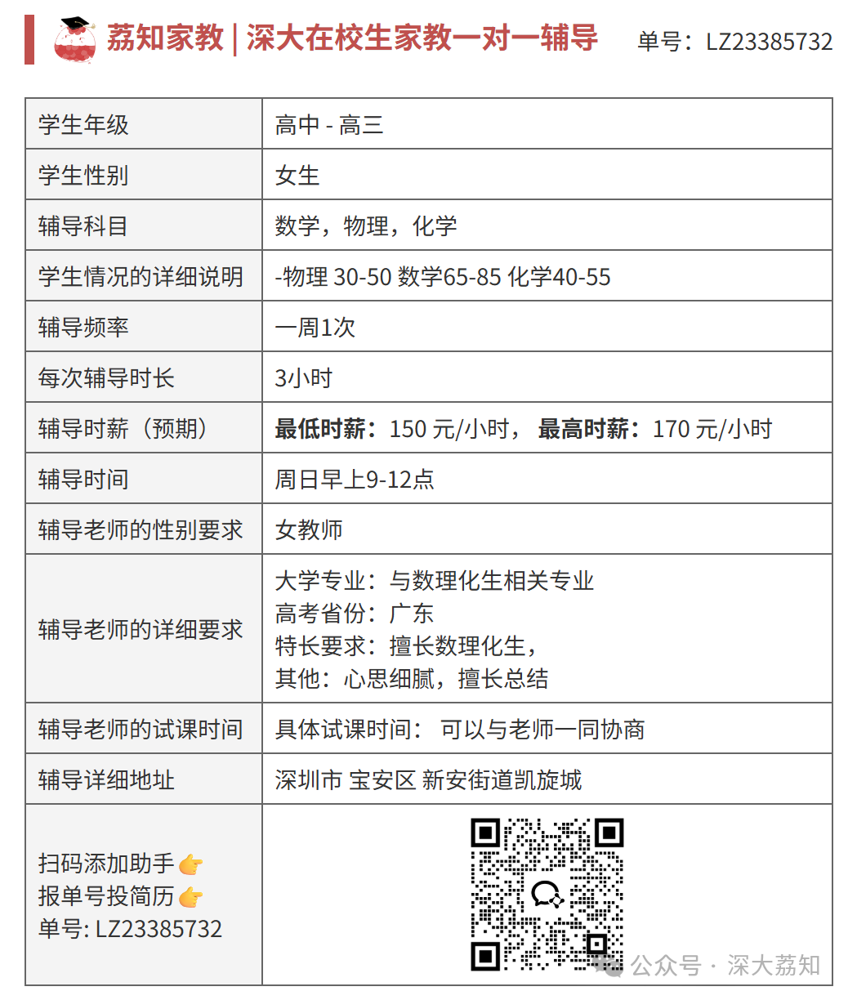 荔知家教 | 深大在校生家教一对一辅导
单号：LZ23385732
学生年级
高中 - 高三
学生性别
女生
辅导科目
数学，物理，化学
学生情况的详细说明
-物理 30-50 数学65-85 化学40-55
辅导频率
一周1次
每次辅导时长
3小时
辅导时薪（预期）
最低时薪：150 元/小时， 最高时薪：170 元/小时
辅导时间
周日早上9-12点
辅导老师的性别要求
女教师
辅导老师的详细要求
大学专业：与数理化生相关专业
高考省份：广东
特长要求：擅长数理化生，
其他：心思细腻，擅长总结
辅导老师的试课时间
具体试课时间： 可以与老师一同协商
辅导详细地址
深圳市 宝安区 新安街道凯旋城
扫码添加助手👉
报单号投简历👉
单号: LZ23385732
公众号 · 深大荔知